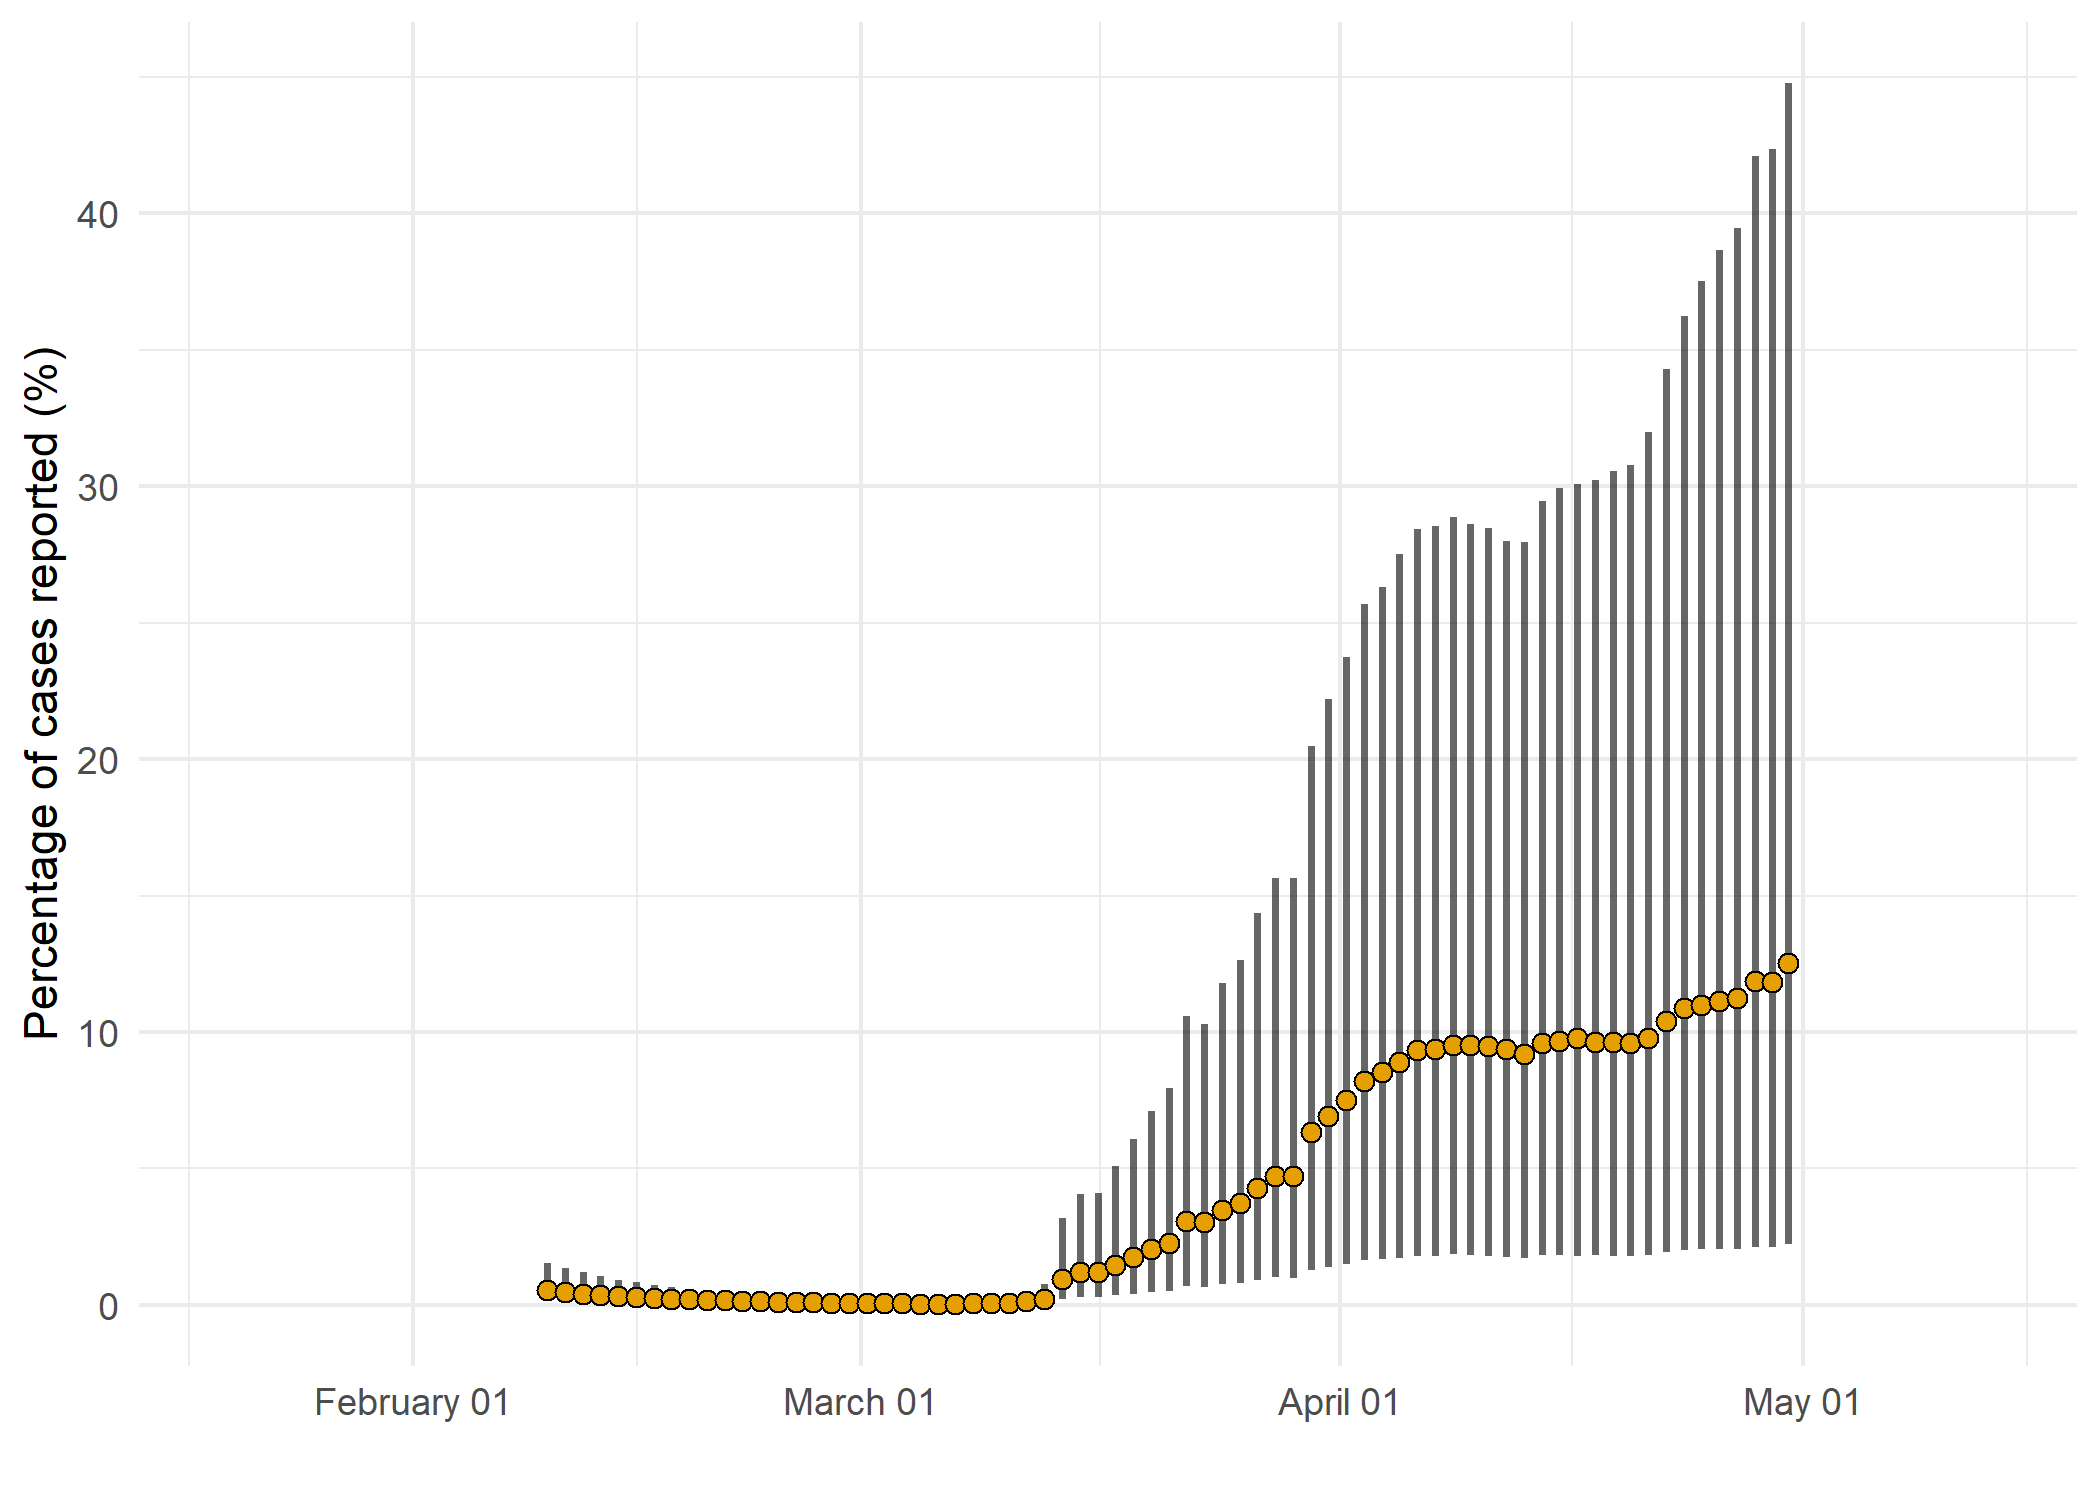 Percentage of cases reported (%)
40
30
20
10
0
February 01
March 01
April 01
May 01